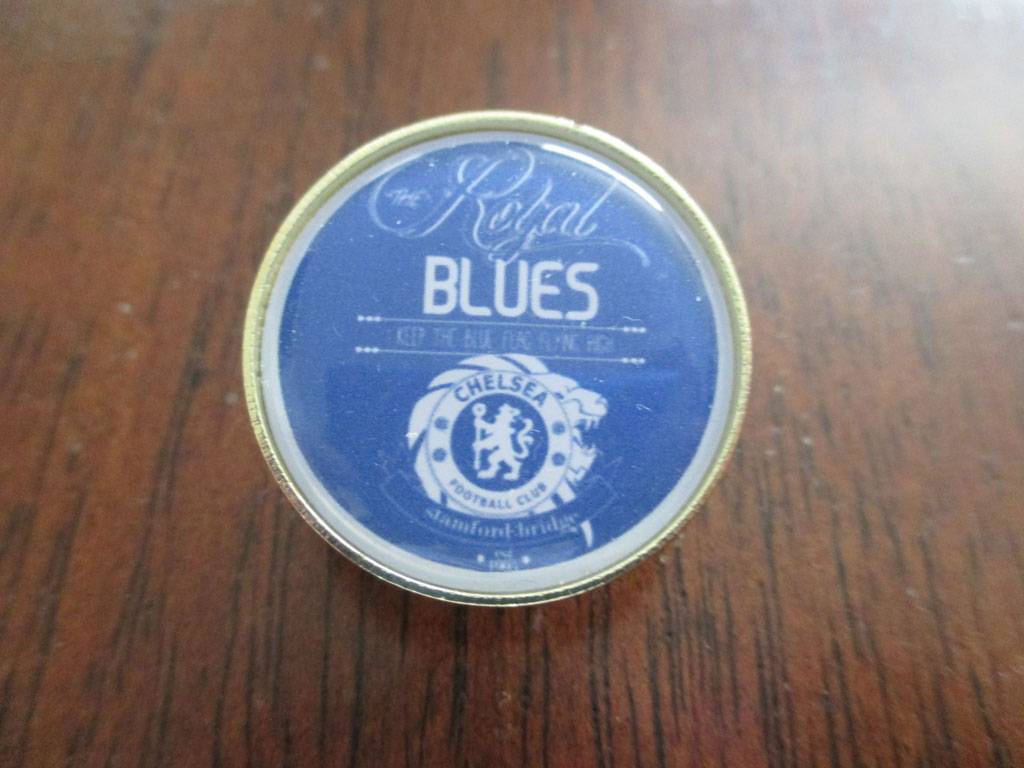 THE Royal
BLUES
KEEP THE BLUE FLAG FLYING HIGH
CHELSEA
FOOTBALL CLUB
stamford-bridge
est
1905